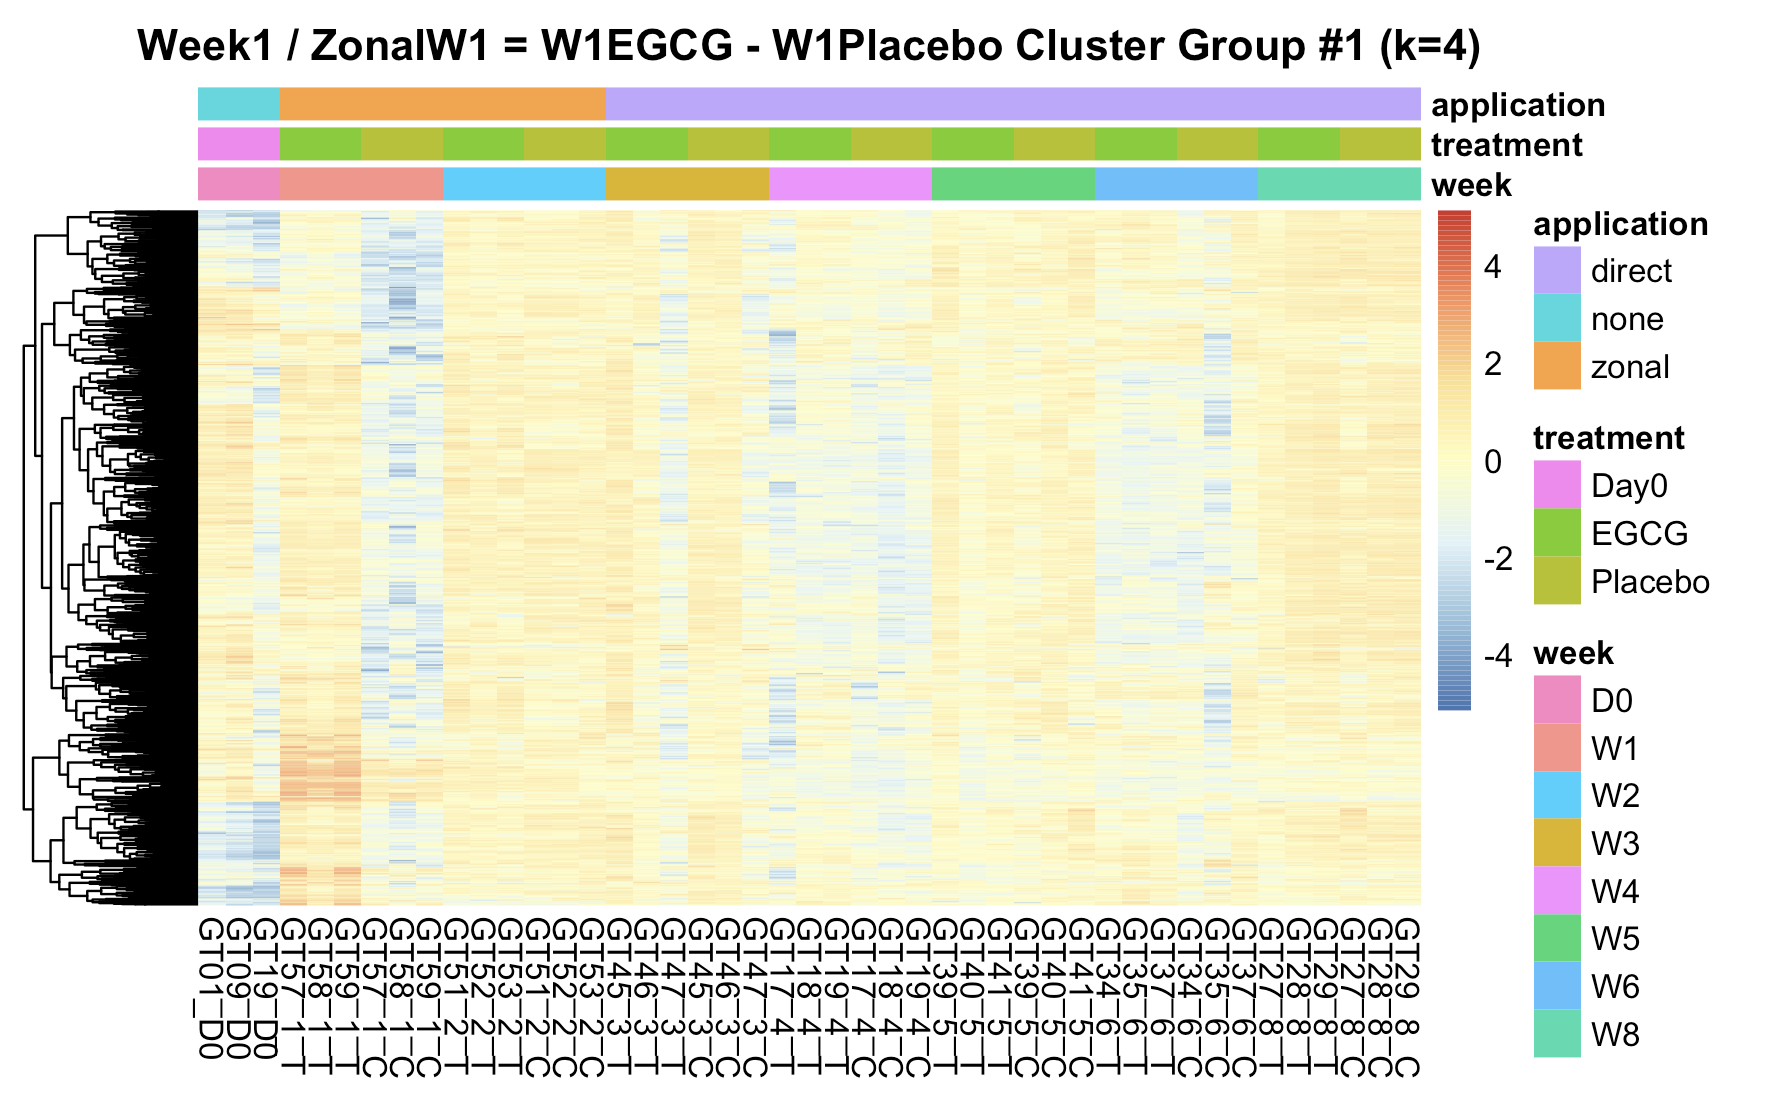 Week1 / ZonalW1 = W1EGCG - W1Placebo Cluster Group #1 (k=4)
application
treatment
week
4
2
0
-2
-4
application
direct
none
zonal
treatment
Day0
EGCG
Placebo
week
D0
W1
W2
W3
W4
W5
W6
W8
GT01_D0
GT09_D0
GT19_D0
GT57_1_T
GT58_1_T
GT59_1_T
GT57_1_C
GT58_1_C
GT59_1_C
GT51_2_T
GT52_2_T
GT53_2_T
GT51_2_C
GT52_2_C
GT53_2_C
GT45_3_T
GT46_3_T
GT47_3_T
GT45_3_C
GT46_3_C
GT47_3_C
GT17_4_T
GT18_4_T
GT19_4_T
GT17_4_C
GT18_4_C
GT19_4_C
GT39_5_T
GT40_5_T
GT41_5_T
GT39_5_C
GT40_5_C
GT41_5_C
GT34_6_T
GT35_6_T
GT37_6_T
GT34_6_C
GT35_6_C
GT37_6_C
GT27_8_T
GT28_8_T
GT29_8_T
GT27_8_C
GT28_8_C
GT29_8_C